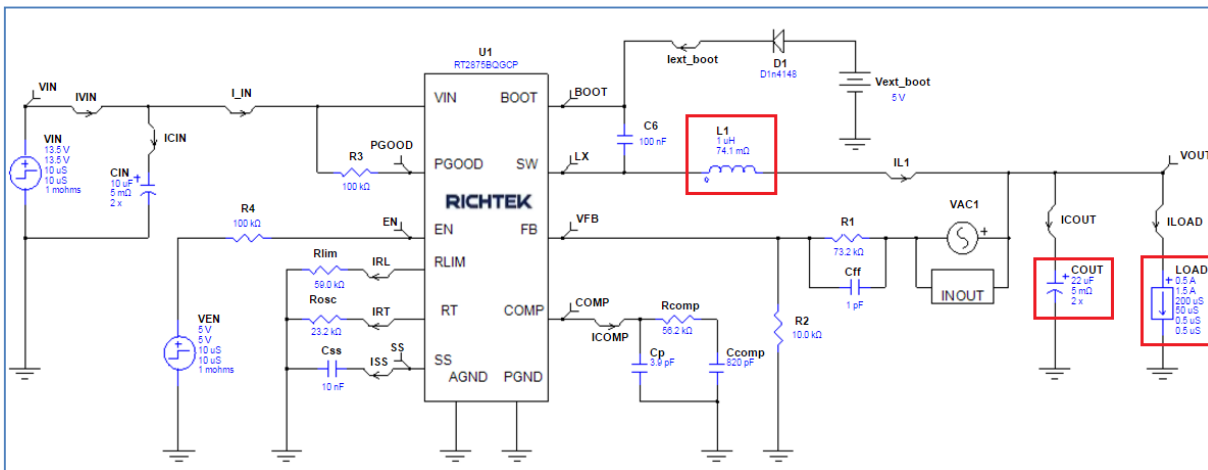 U1
RT2875BQGCP
VIN
BOOT
PGOOD
SW
RICHTEK
EN
FB
RLIM
RT
COMP
SS
AGND
PGND
VIN
IVIN
I_IN
ICIN
VIN
13.5 V
13.5 V
10 uS
10 uS
1 mohms
CIN
10 uF
5 mΩ
2 x
R3
100 kΩ
PGOOD
R4
100 kΩ
EN
Rlim
59.0 kΩ
IRL
Rosc
23.2 kΩ
IRT
Css
10 nF
ISS
SS
VEN
5 V
5 V
10 uS
10 uS
1 mohms
BOOT
Iext_boot
D1
D1n4148
Vext_boot
5 V
C6
100 nF
LX
L1
1 uH
74.1 mΩ
IL1
VOUT
VFB
R1
73.2 kΩ
Cff
1 pF
VAC1
INOUT
ICOUT
COUT
22 uF
5 mΩ
2 x
ILOAD
LOAD
0.5 A
1.5 A
200 uS
50 uS
0.5 uS
0.5 uS
COMP
ICOMP
Rcomp
56.2 kΩ
Cp
3.9 pF
Ccomp
820 pF
R2
10.0 kΩ